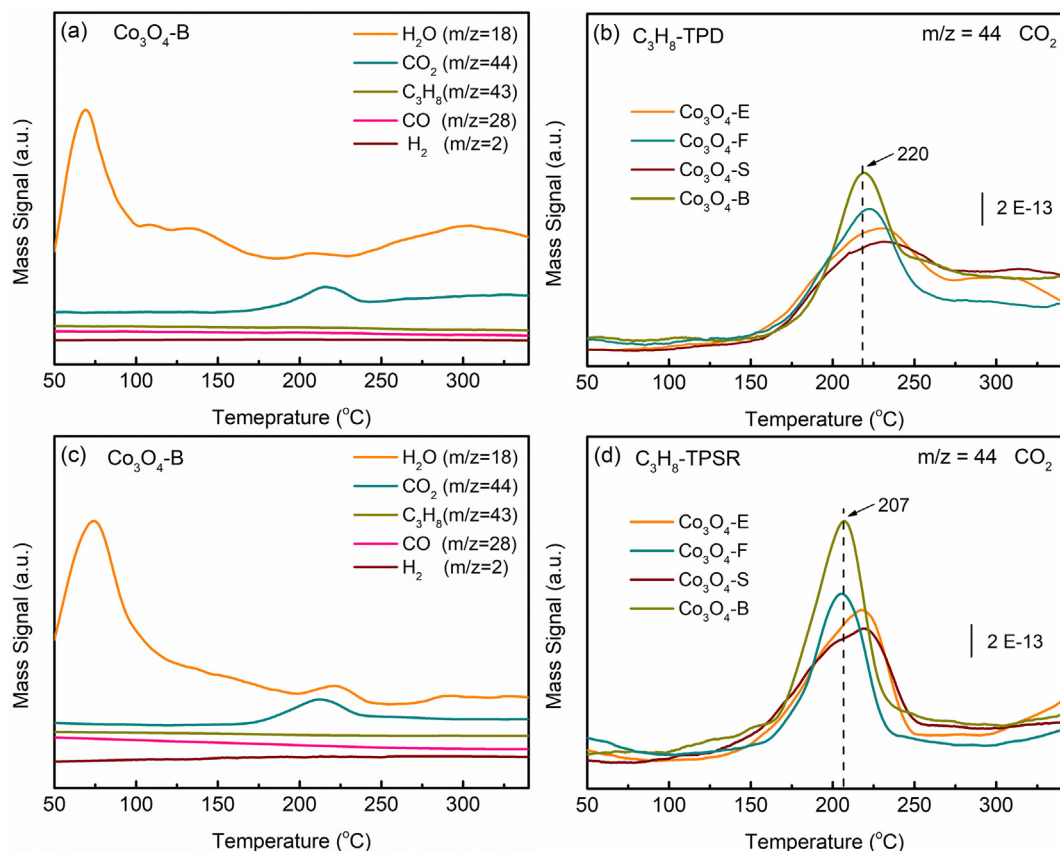 (a) Co₃O₄-B
H₂O (m/z=18)
CO₂ (m/z=44)
C₃H₈(m/z=43)
CO (m/z=28)
H₂ (m/z=2)
Mass Signal (a.u.)
50 100 150 200 250 300
Temeprature (°C)
(b) C₃H₈-TPD m/z = 44 CO₂
Co₃O₄-E
Co₃O₄-F
Co₃O₄-S
Co₃O₄-B
220
2 E-13
Mass Signal (a.u.)
50 100 150 200 250 300
Temperature (°C)
(c) Co₃O₄-B
H₂O (m/z=18)
CO₂ (m/z=44)
C₃H₈(m/z=43)
CO (m/z=28)
H₂ (m/z=2)
Mass Signal (a.u.)
50 100 150 200 250 300
Temperature (°C)
(d) C₃H₈-TPSR m/z = 44 CO₂
Co₃O₄-E
Co₃O₄-F
Co₃O₄-S
Co₃O₄-B
207
2 E-13
Mass Signal (a.u.)
50 100 150 200 250 300
Temperature (°C)